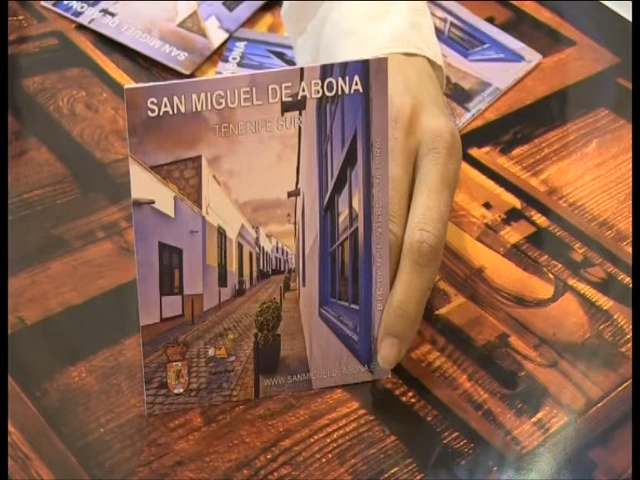 SAN MIGUEL DE ABONA
TENERIFE SUR
WWW.SANMIGUELDEABONA.ES
SAN MIGUEL DE ABONA
ABONA